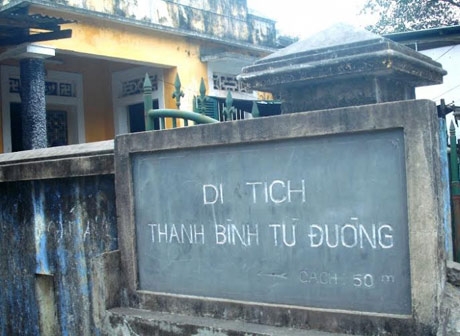 DI TÍCH
THANH BÌNH TỪ ĐƯỜNG
CÁCH: 50 m